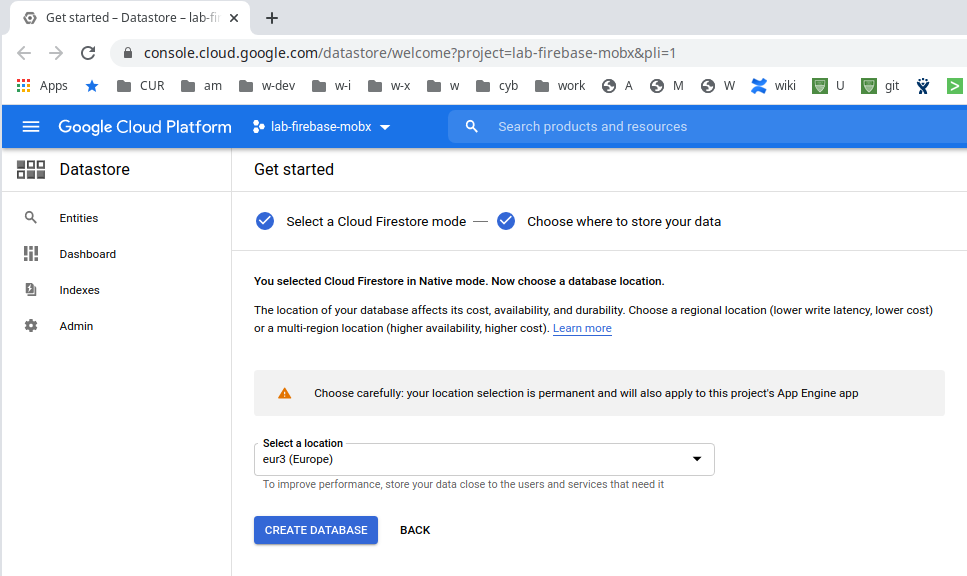 Get started – Datastore – lab-fir
console.cloud.google.com/datastore/welcome?project=lab-firebase-mobx&pli=1
Apps CUR am w-dev w-i w-x w cyb work A M W wiki U git
Google Cloud Platform lab-firebase-mobx Search products and resources
Datastore Get started
Entities
Dashboard
Indexes
Admin
Select a Cloud Firestore mode — Choose where to store your data
You selected Cloud Firestore in Native mode. Now choose a database location.
The location of your database affects its cost, availability, and durability. Choose a regional location (lower write latency, lower cost)
or a multi-region location (higher availability, higher cost). Learn more
Choose carefully: your location selection is permanent and will also apply to this project's App Engine app
Select a location
eur3 (Europe)
To improve performance, store your data close to the users and services that need it
CREATE DATABASE BACK